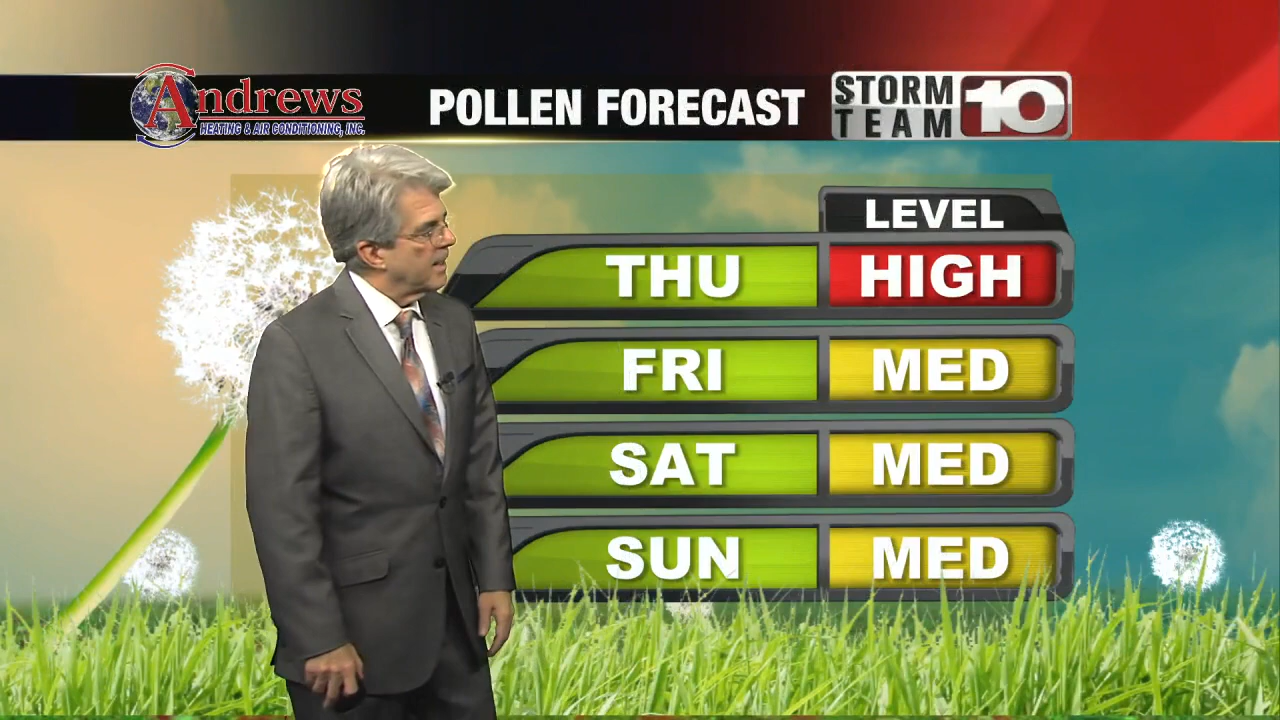 Andrews
HEATING & AIR CONDITIONING, INC.
POLLEN FORECAST
STORM
TEAM
10
LEVEL
THU HIGH
FRI MED
SAT MED
SUN MED